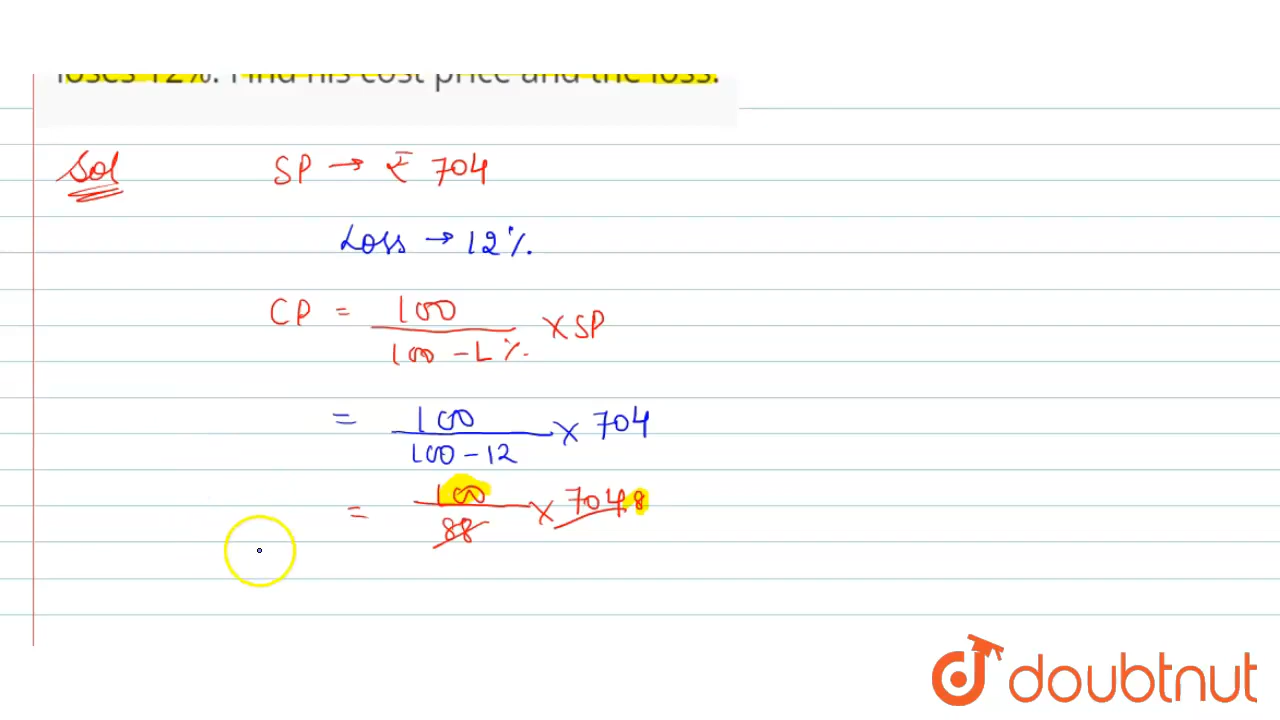 loses 12%. Find his cost price and the loss.
Sol
SP → ₹ 704
Loss → 12%.
CP = 100 / 100 - L% × SP
= 100 / 100 - 12 × 704
= 100 / 88 × 704 8
doubtnut